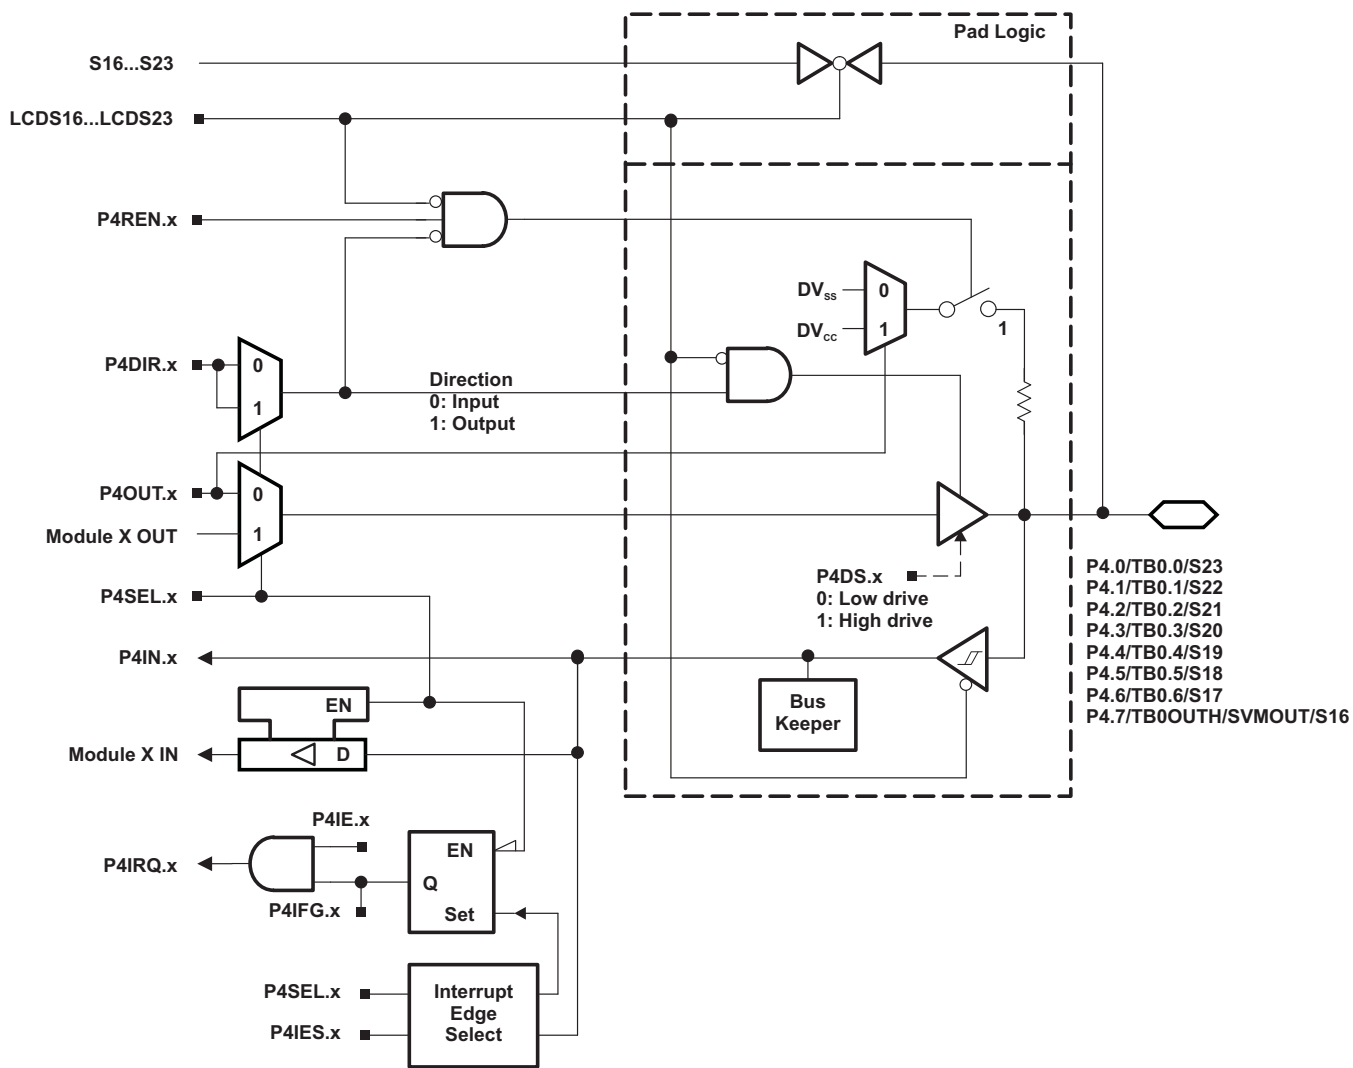 Pad Logic
S16...S23
LCDS16...LCDS23
P4REN.x
DVSS
0
DVCC
1
1
P4DIR.x
0
1
Direction
0: Input
1: Output
P4OUT.x
0
Module X OUT
1
P4DS.x
0: Low drive
1: High drive
P4.0/TB0.0/S23
P4.1/TB0.1/S22
P4.2/TB0.2/S21
P4.3/TB0.3/S20
P4.4/TB0.4/S19
P4.5/TB0.5/S18
P4.6/TB0.6/S17
P4.7/TB0OUTH/SVMOUT/S16
P4SEL.x
P4IN.x
Bus
Keeper
EN
Module X IN
D
P4IE.x
P4IRQ.x
EN
Q
P4IFG.x
Set
P4SEL.x
P4IES.x
Interrupt
Edge
Select